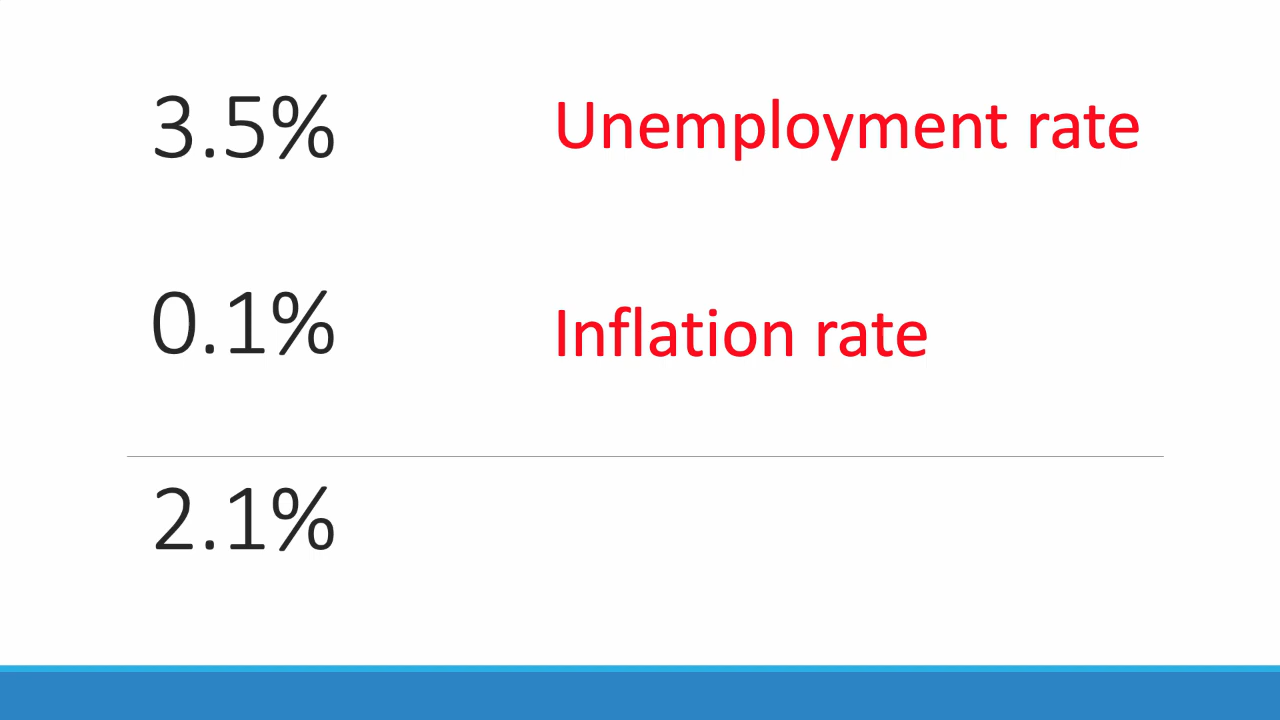 3.5% Unemployment rate
0.1% Inflation rate
2.1%